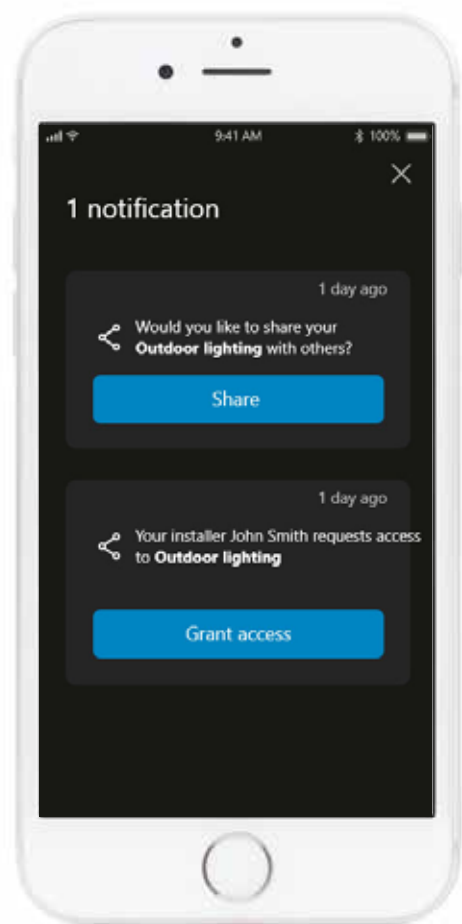 9:41 AM
100%
1 notification
1 day ago
Would you like to share your
Outdoor lighting with others?
Share
1 day ago
Your installer John Smith requests access
to Outdoor lighting
Grant access